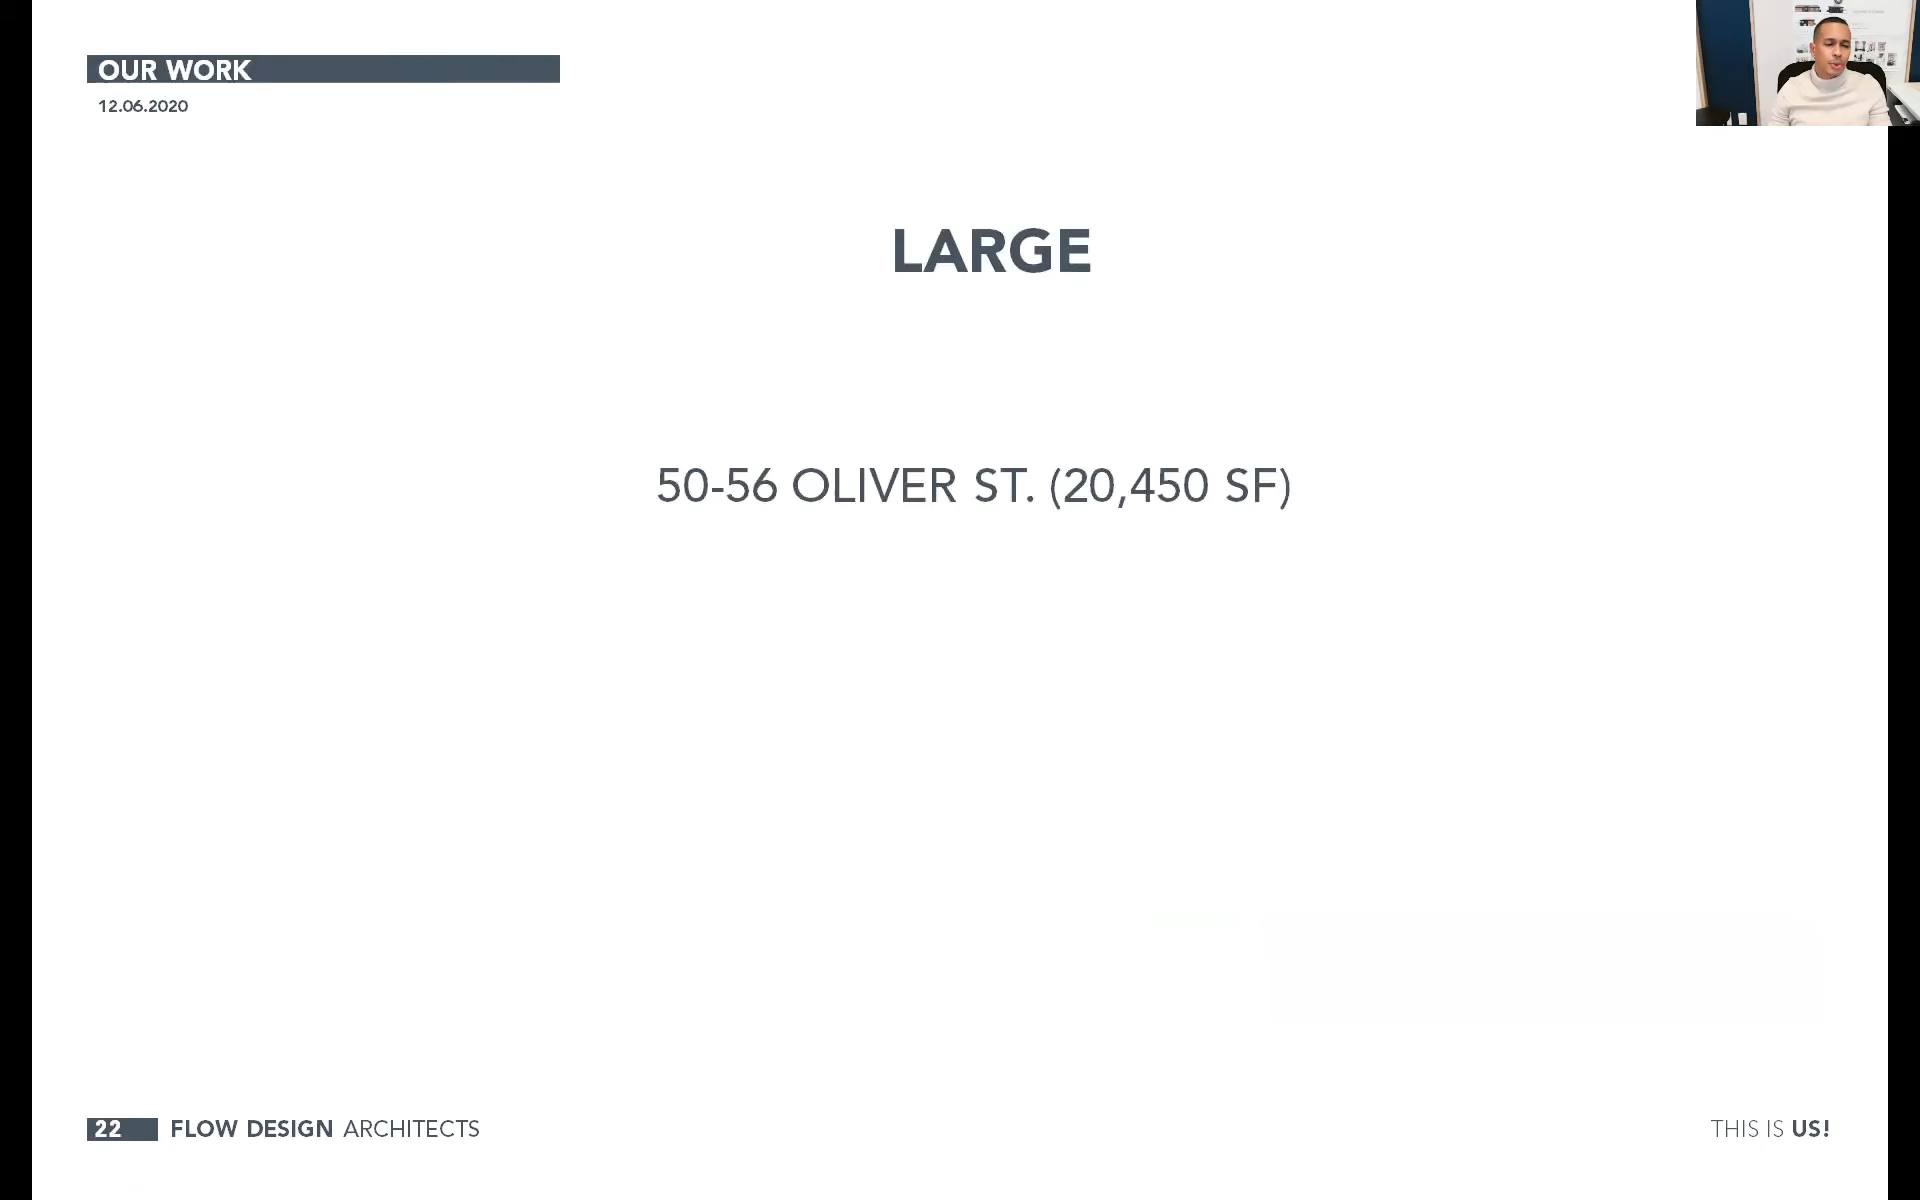 OUR WORK
12.06.2020
LARGE
50-56 OLIVER ST. (20,450 SF)
22 FLOW DESIGN ARCHITECTS
THIS IS US!